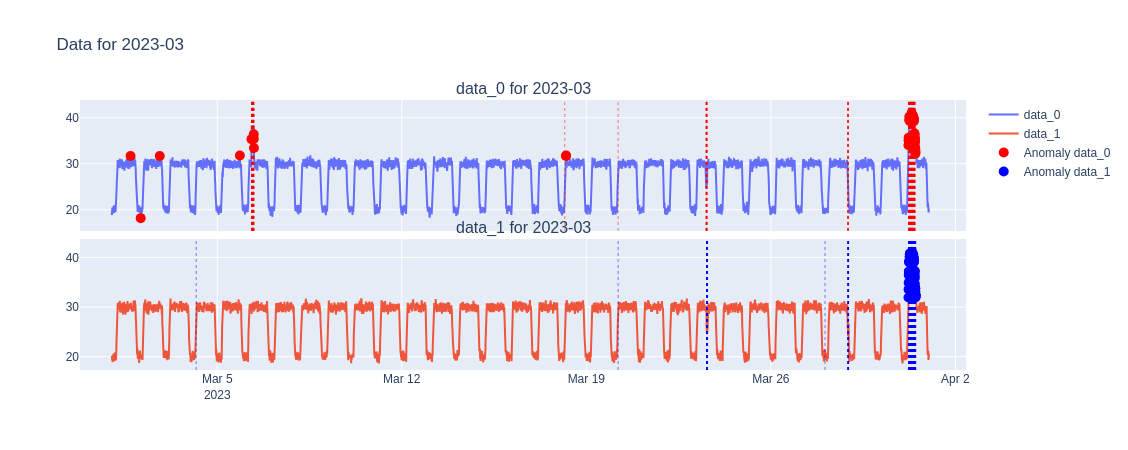 Data for 2023-03
data_0 for 2023-03
40
30
20
data_1 for 2023-03
40
30
20
Mar 5
2023
Mar 12
Mar 19
Mar 26
Apr 2
data_0
data_1
Anomaly data_0
Anomaly data_1